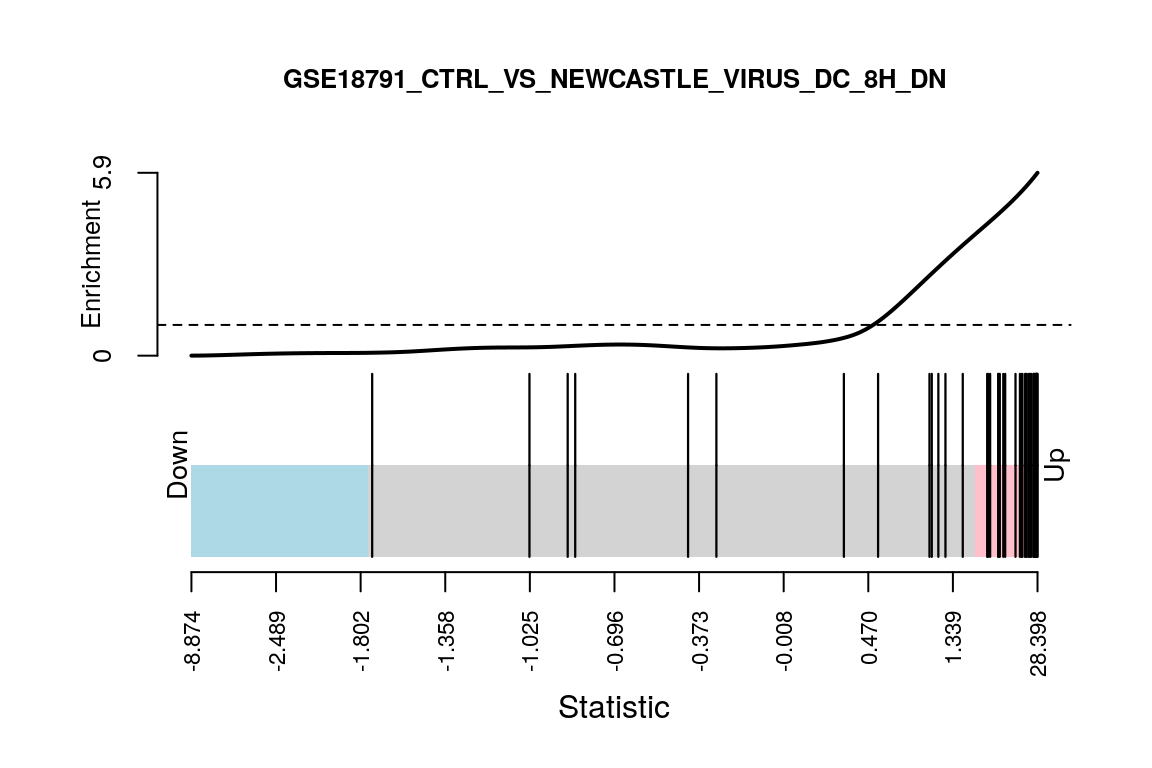 GSE18791_CTRL_VS_NEWCASTLE_VIRUS_DC_8H_DN
5.9
Enrichment
0
Down
Up
-8.874
-2.489
-1.802
-1.358
-1.025
-0.696
-0.373
-0.008
0.470
1.339
28.398
Statistic